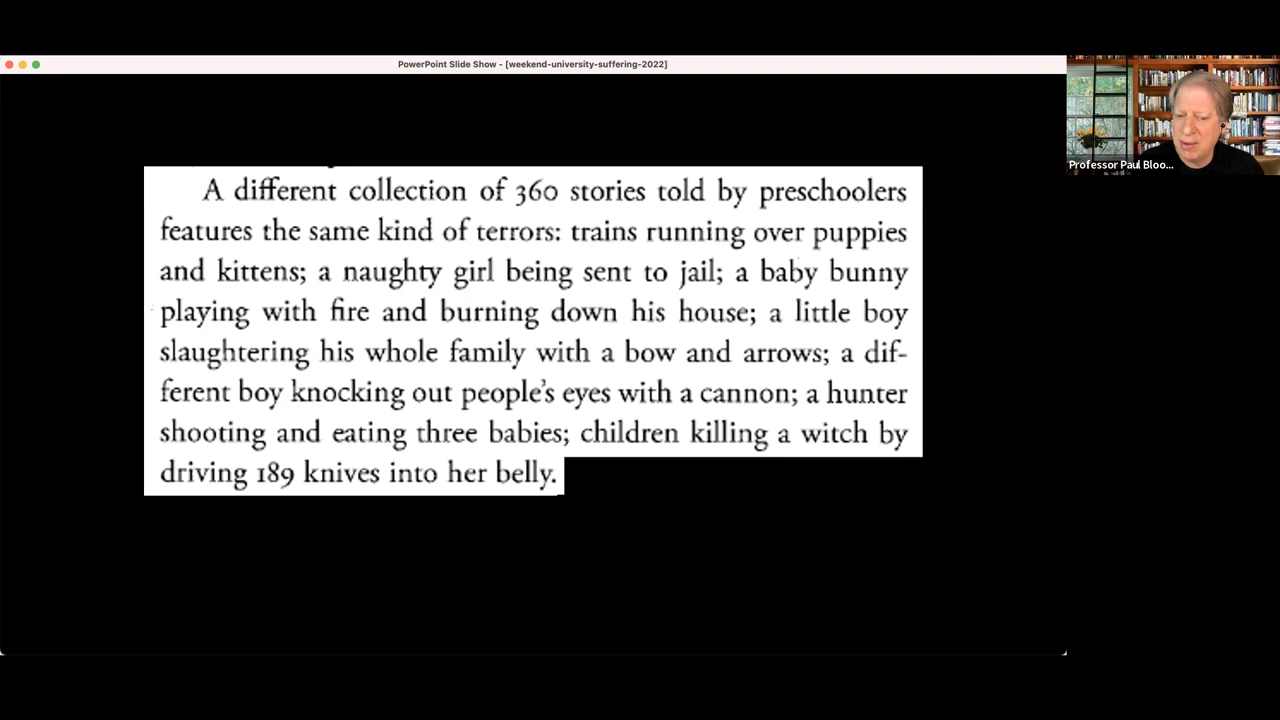 PowerPoint Slide Show - [weekend-university-suffering-2022]
A different collection of 360 stories told by preschoolers
features the same kind of terrors: trains running over puppies
and kittens; a naughty girl being sent to jail; a baby bunny
playing with fire and burning down his house; a little boy
slaughtering his whole family with a bow and arrows; a dif-
ferent boy knocking out people's eyes with a cannon; a hunter
shooting and eating three babies; children killing a witch by
driving 189 knives into her belly.
Professor Paul Bloo...